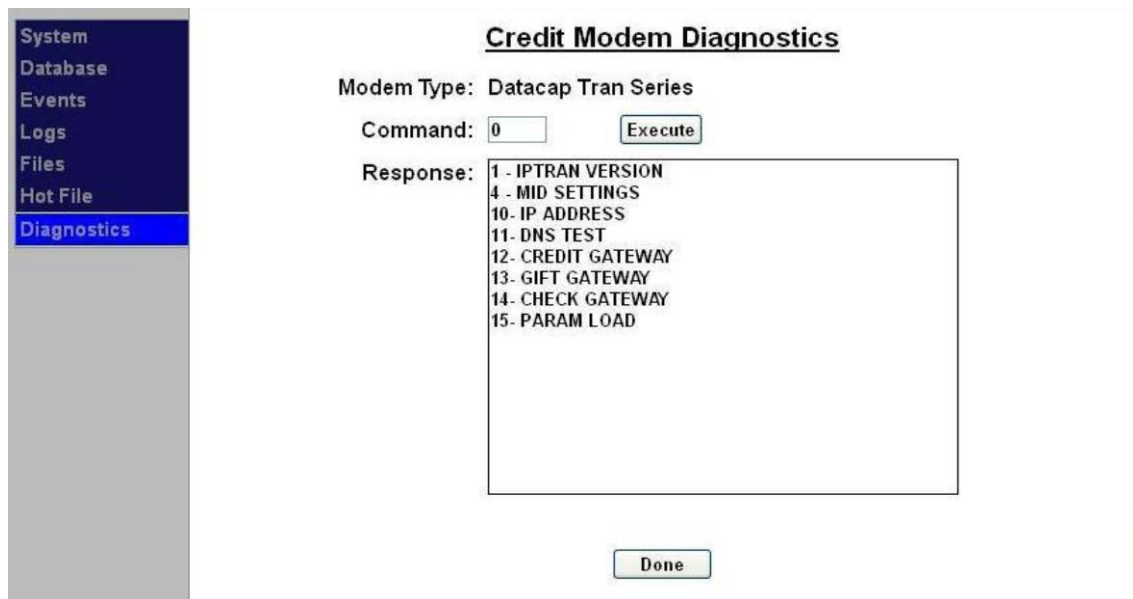 System
Database
Events
Logs
Files
Hot File
Diagnostics
Credit Modem Diagnostics
Modem Type: Datacap Tran Series
Command: 0 Execute
Response:
1 - IPTRAN VERSION
4 - MID SETTINGS
10- IP ADDRESS
11- DNS TEST
12- CREDIT GATEWAY
13- GIFT GATEWAY
14- CHECK GATEWAY
15- PARAM LOAD
Done